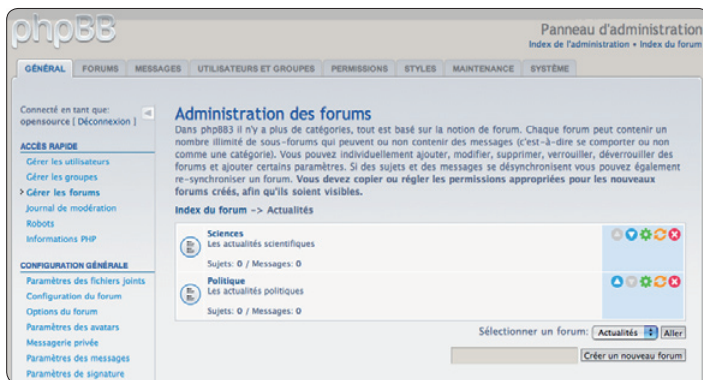 phpBB
Panneau d'administration
Index de l'administration • Index du forum
GÉNÉRAL FORUMS MESSAGES UTILISATEURS ET GROUPES PERMISSIONS STYLES MAINTENANCE SYSTÈME
Connecté en tant que:
opensource [ Déconnexion ]
ACCÈS RAPIDE
Gérer les utilisateurs
Gérer les groupes
Gérer les forums
Journal de modération
Robots
Informations PHP
CONFIGURATION GÉNÉRALE
Paramètres des fichiers joints
Configuration du forum
Options du forum
Paramètres des avatars
Messagerie privée
Paramètres des messages
Paramètres de signature
Administration des forums
Dans phpBB3 il n'y a plus de catégories, tout est basé sur la notion de forum. Chaque forum peut contenir un
nombre illimité de sous-forums qui peuvent ou non contenir des messages (c'est-à-dire se comporter ou non
comme une catégorie). Vous pouvez individuellement ajouter, modifier, supprimer, verrouiller, déverrouiller des
forums et ajouter certains paramètres. Si des sujets et des messages se désynchronisent vous pouvez également
re-synchroniser un forum. Vous devez copier ou régler les permissions appropriées pour les nouveaux
forums créés, afin qu'ils soient visibles.
Index du forum -> Actualités
Sciences
Les actualités scientifiques
Sujets: 0 / Messages: 0
Politique
Les actualités politiques
Sujets: 0 / Messages: 0
Sélectionner un forum: Actualités Aller
Créer un nouveau forum